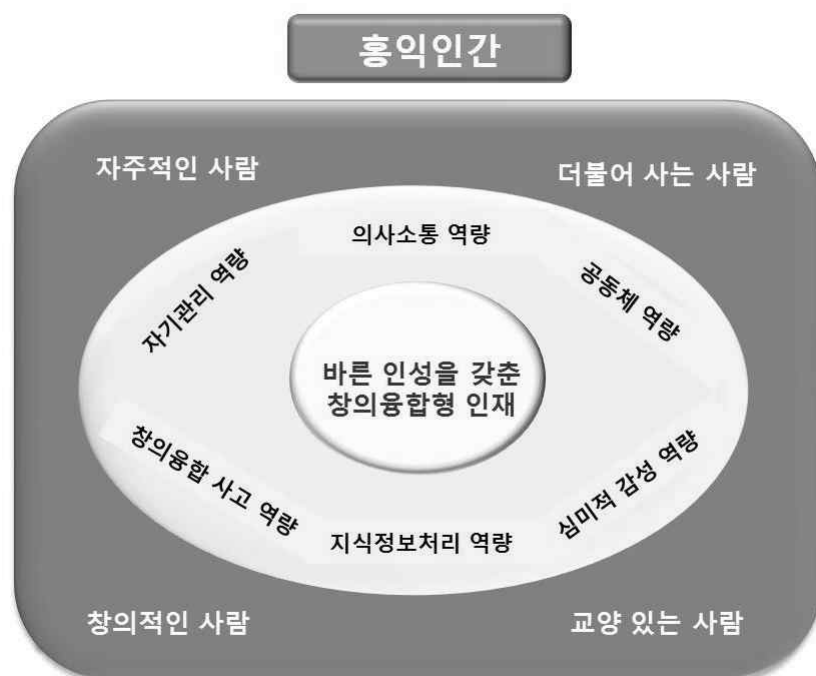 홍익인간
자주적인 사람
더불어 사는 사람
의사소통 역량
자기관리 역량
공동체 역량
바른 인성을 갖춘
창의융합형 인재
창의융합 사고 역량
심미적 감성 역량
지식정보처리 역량
창의적인 사람
교양 있는 사람